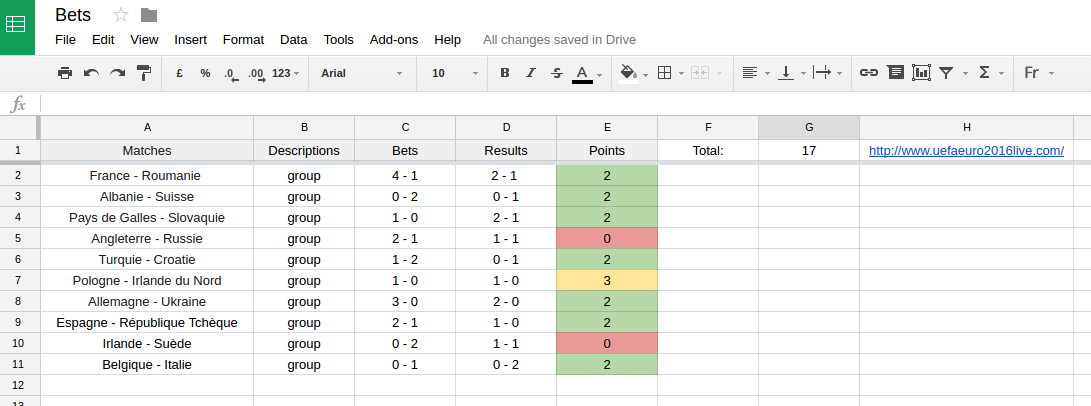 Bets
File Edit View Insert Format Data Tools Add-ons Help All changes saved in Drive
£ % .0 .00 123 Arial 10 B I S A Σ Fr
fx
A B C D E F G H
1 Matches Descriptions Bets Results Points Total: 17 http://www.uefaeuro2016live.com/
2 France - Roumanie group 4 - 1 2 - 1 2
3 Albanie - Suisse group 0 - 2 0 - 1 2
4 Pays de Galles - Slovaquie group 1 - 0 2 - 1 2
5 Angleterre - Russie group 2 - 1 1 - 1 0
6 Turquie - Croatie group 1 - 2 0 - 1 2
7 Pologne - Irlande du Nord group 1 - 0 1 - 0 3
8 Allemagne - Ukraine group 3 - 0 2 - 0 2
9 Espagne - République Tchèque group 2 - 1 1 - 0 2
10 Irlande - Suède group 0 - 2 1 - 1 0
11 Belgique - Italie group 0 - 1 0 - 2 2
12
13